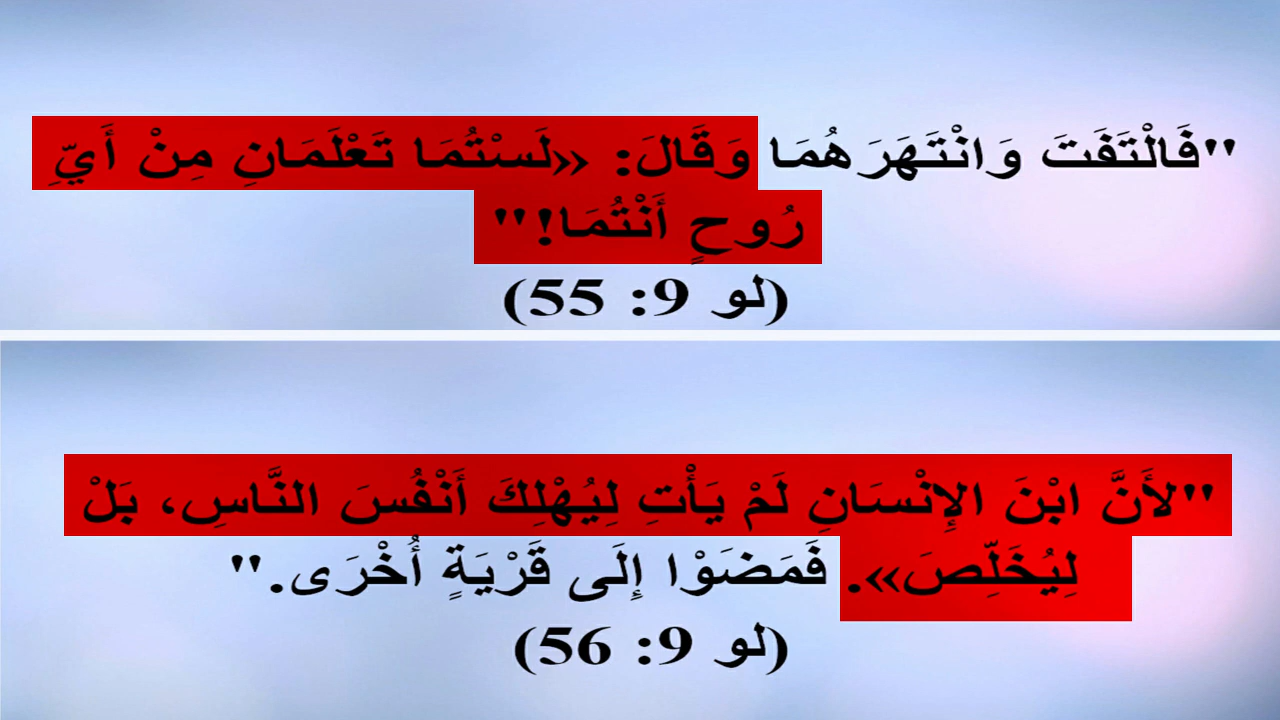 "فَالْتَفَتَ وَانْتَهَرَهُمَا وَقَالَ: «لَسْتُمَا تَعْلَمَانِ مِنْ أَيِّ
رُوحٍ أَنْتُمَا!"
(لو 9: 55)
"لأَنَّ ابْنَ الإِنْسَانِ لَمْ يَأْتِ لِيُهْلِكَ أَنْفُسَ النَّاسِ، بَلْ
لِيُخَلِّصَ». فَمَضَوْا إِلَى قَرْيَةٍ أُخْرَى."
(لو 9: 56)